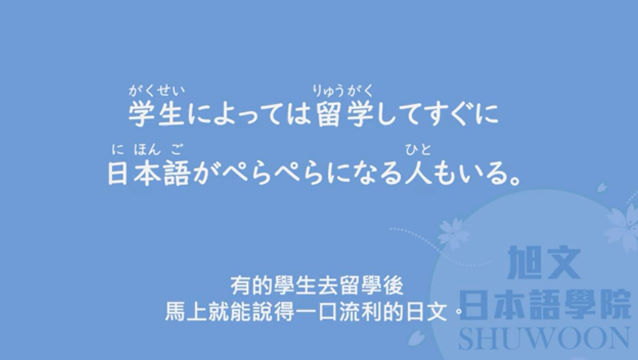 がくせい りゅうがく
学生によっては留学してすぐに
に ほん ご ひと
日本語がぺらぺらになる人もいる。
有的學生去留學後
馬上就能說得一口流利的日文。
旭文
日本語學院
SHUWOON